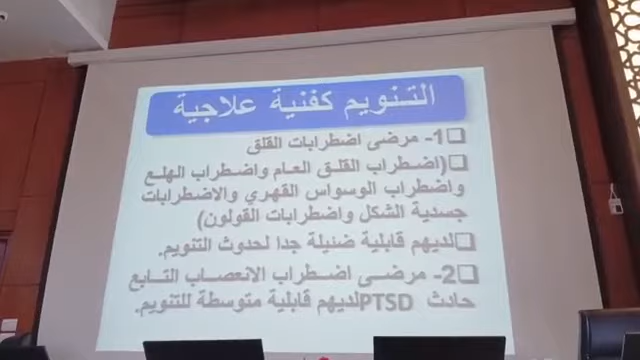 التنويم كفنية علاجية
1- مرضى اضطرابات القلق
(اضطراب القلق العام واضطراب الهلع
واضطراب الوسواس القهري والاضطرابات
جسدية الشكل واضطرابات القولون)
لديهم قابلية ضئيلة جدا لحدوث التنويم.
2- مرضى اضطراب الانعصاب التابع
حادث PTSDلديهم قابلية متوسطة للتنويم.